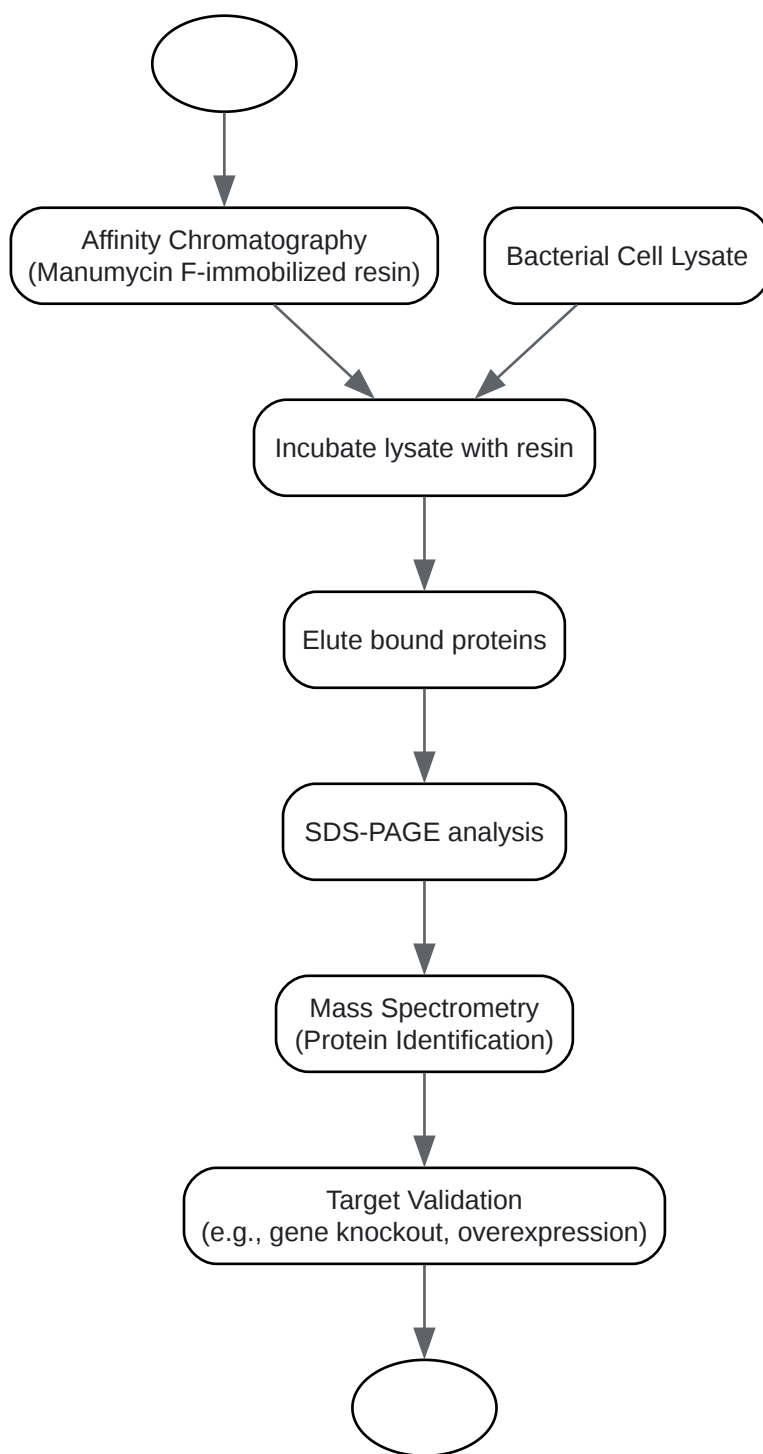 Affinity Chromatography
(Manumycin F-immobilized resin)
Bacterial Cell Lysate
Incubate lysate with resin
Elute bound proteins
SDS-PAGE analysis
Mass Spectrometry
(Protein Identification)
Target Validation
(e.g., gene knockout, overexpression)